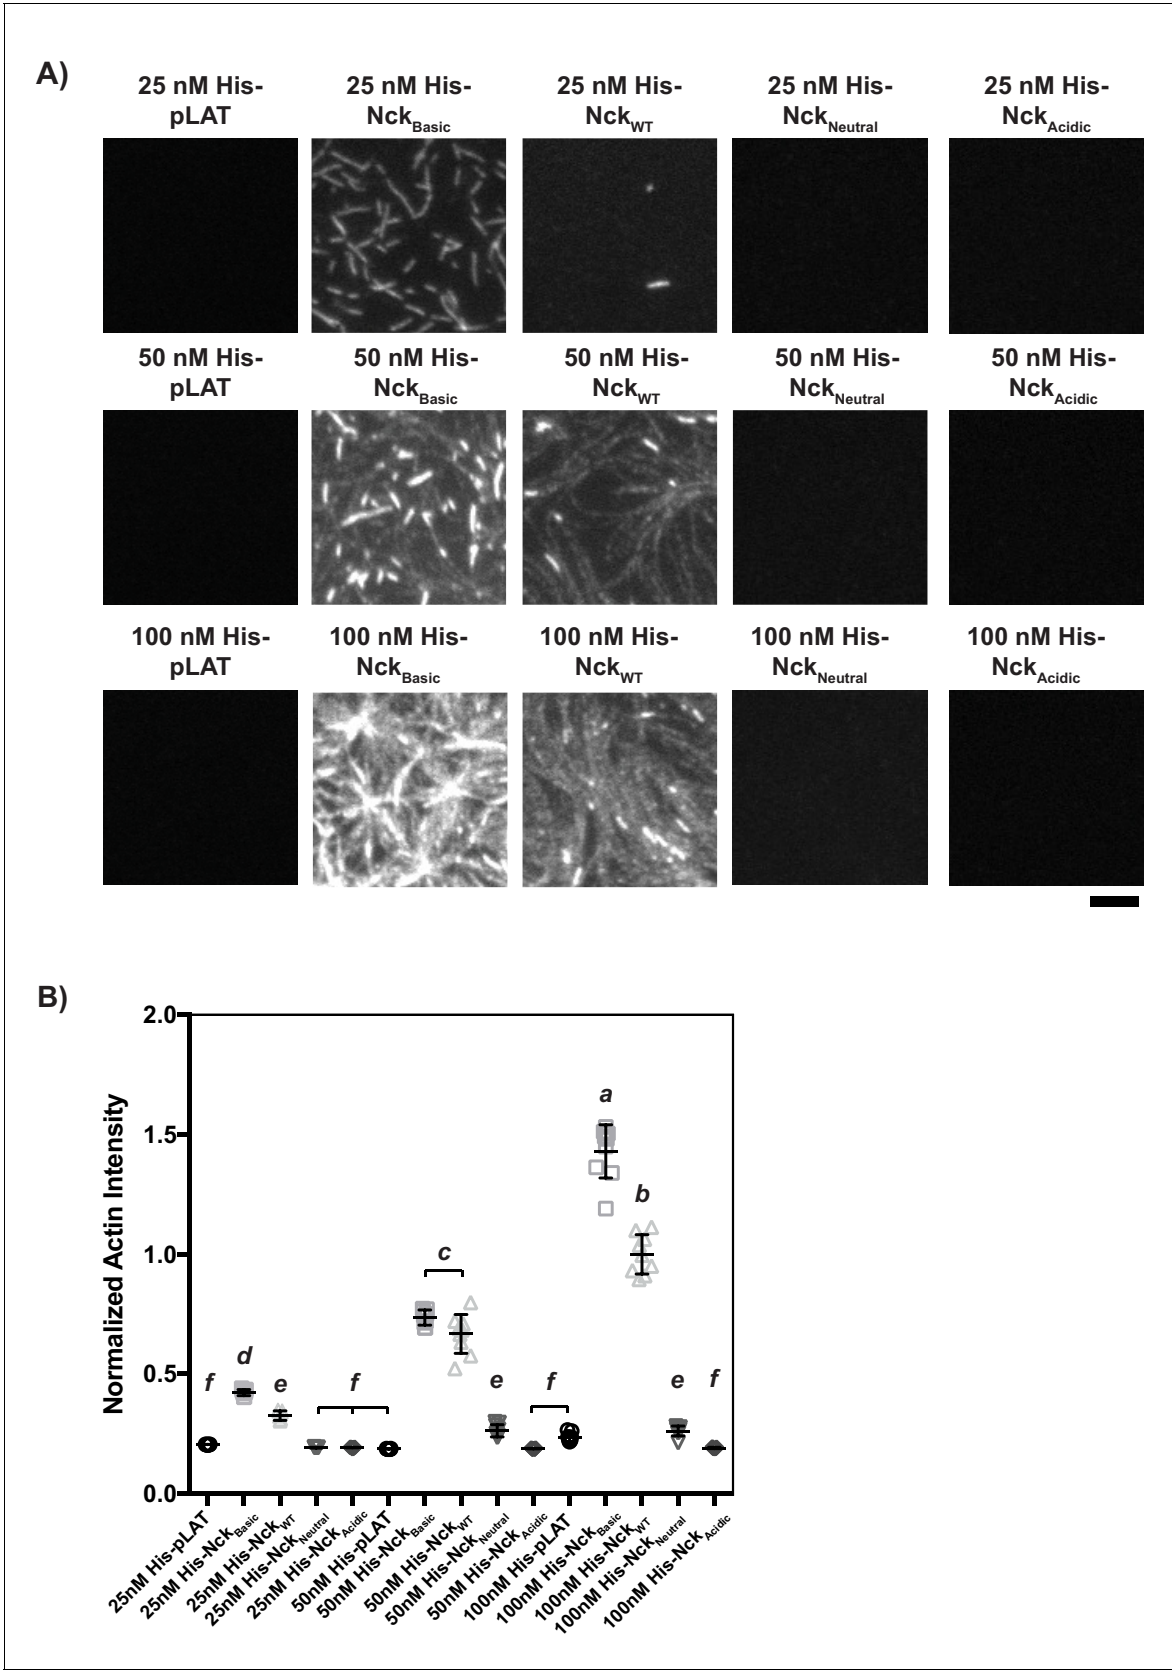 A)
25 nM His-
pLAT
25 nM His-
NckBasic
25 nM His-
NckWT
25 nM His-
NckNeutral
25 nM His-
NckAcidic
50 nM His-
pLAT
50 nM His-
NckBasic
50 nM His-
NckWT
50 nM His-
NckNeutral
50 nM His-
NckAcidic
100 nM His-
pLAT
100 nM His-
NckBasic
100 nM His-
NckWT
100 nM His-
NckNeutral
100 nM His-
NckAcidic
B)
Normalized Actin Intensity
2.0
1.5
1.0
0.5
0.0
f
d
e
f
c
e
f
a
b
e
f
25nM His-pLAT
25nM His-NckBasic
25nM His-NckWT
25nM His-NckNeutral
25nM His-NckAcidic
50nM His-pLAT
50nM His-NckBasic
50nM His-NckWT
50nM His-NckNeutral
50nM His-NckAcidic
100nM His-pLAT
100nM His-NckBasic
100nM His-NckWT
100nM His-NckNeutral
100nM His-NckAcidic